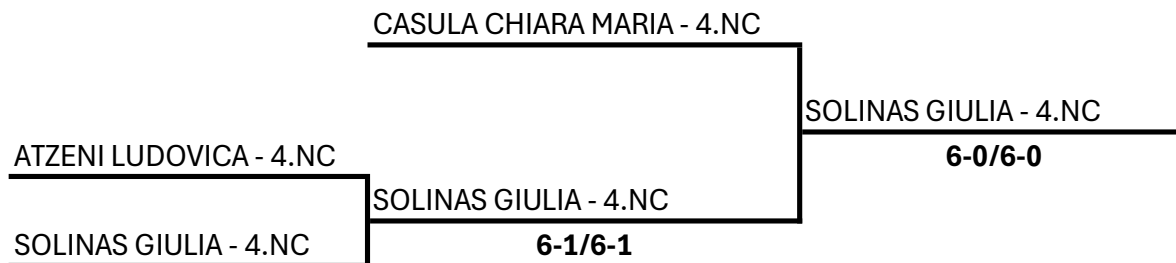 CASULA CHIARA MARIA - 4.NC
SOLINAS GIULIA - 4.NC
6-0/6-0
ATZENI LUDOVICA - 4.NC
SOLINAS GIULIA - 4.NC
6-1/6-1
SOLINAS GIULIA - 4.NC